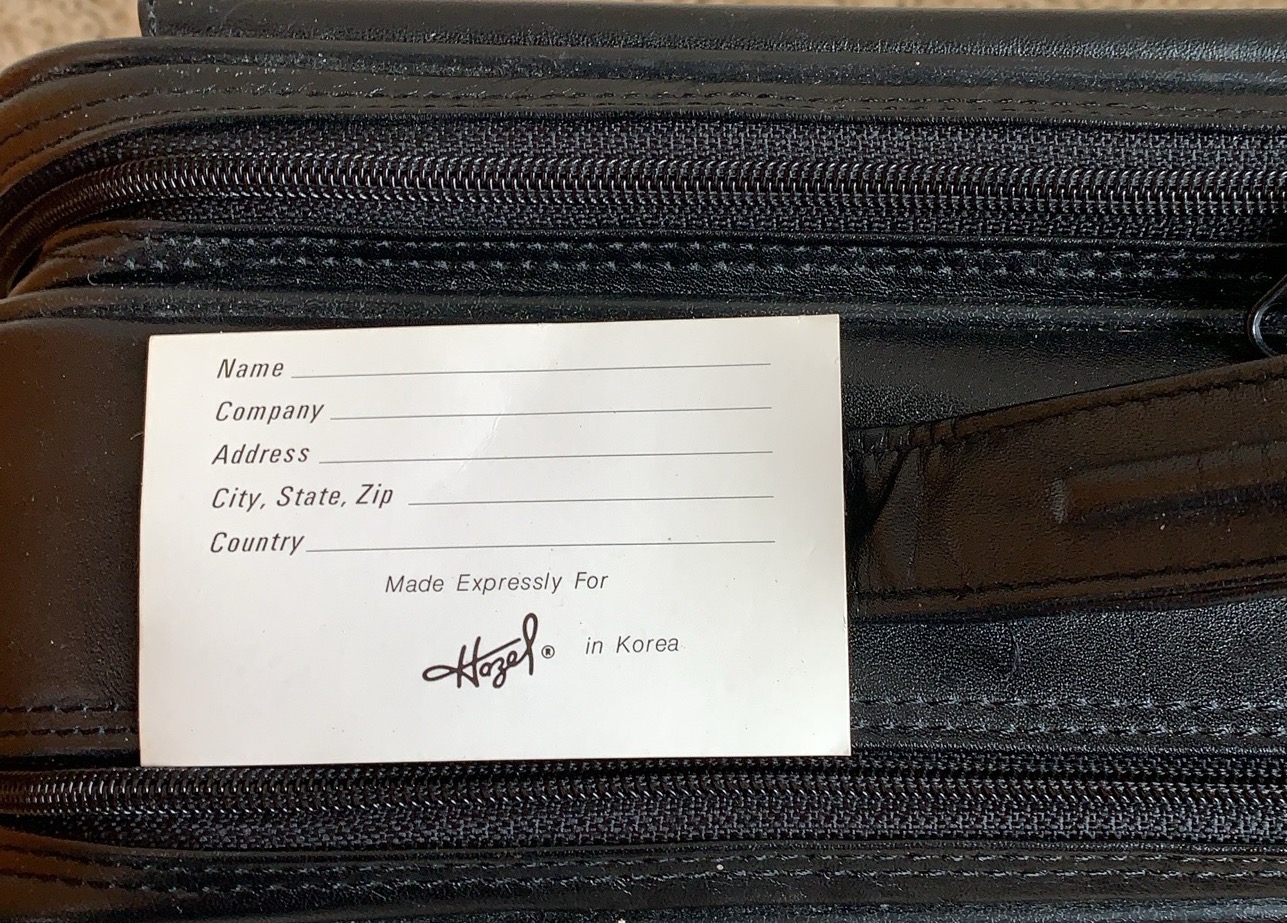 Name
Company
Address
City, State, Zip
Country
Made Expressly For
Hazel® in Korea